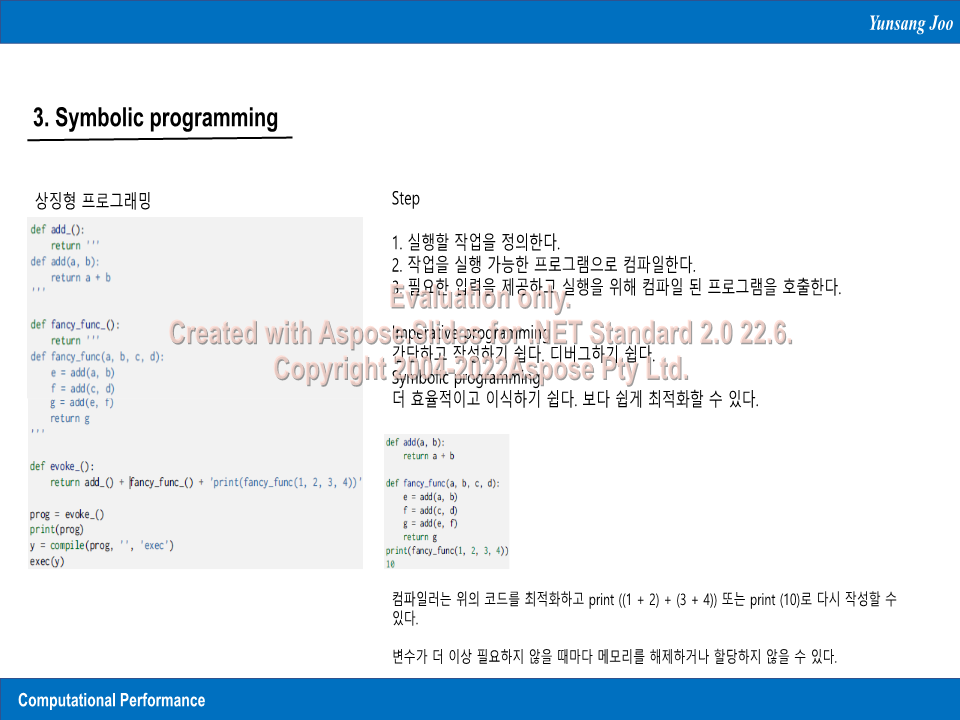 Yunsang Joo
3. Symbolic programming
상징형 프로그래밍
def add_():
    return '''
def add(a, b):
    return a + b
'''
def fancy_func_():
    return '''
def fancy_func(a, b, c, d):
    e = add(a, b)
    f = add(c, d)
    g = add(e, f)
    return g
'''
def evoke_():
    return add_() + fancy_func_() + 'print(fancy_func(1, 2, 3, 4))'
prog = evoke_()
print(prog)
y = compile(prog, '', 'exec')
exec(y)
Step
1. 실행할 작업을 정의한다.
2. 작업을 실행 가능한 프로그램으로 컴파일한다.
3. 필요한 입력을 제공하고 실행을 위해 컴파일 된 프로그램을 호출한다.
Imperative programming
간단하고 작성하기 쉽다. 디버그하기 쉽다.
Symbolic programming
더 효율적이고 이식하기 쉽다. 보다 쉽게 최적화할 수 있다.
Evaluation only.
Created with Aspose.Slides for .NET Standard 2.0 22.6.
Copyright 2004-2022Aspose Pty Ltd.
def add(a, b):
    return a + b
def fancy_func(a, b, c, d):
    e = add(a, b)
    f = add(c, d)
    g = add(e, f)
    return g
print(fancy_func(1, 2, 3, 4))
10
컴파일러는 위의 코드를 최적화하고 print ((1 + 2) + (3 + 4)) 또는 print (10)로 다시 작성할 수
있다.
변수가 더 이상 필요하지 않을 때마다 메모리를 해제하거나 할당하지 않을 수 있다.
Computational Performance